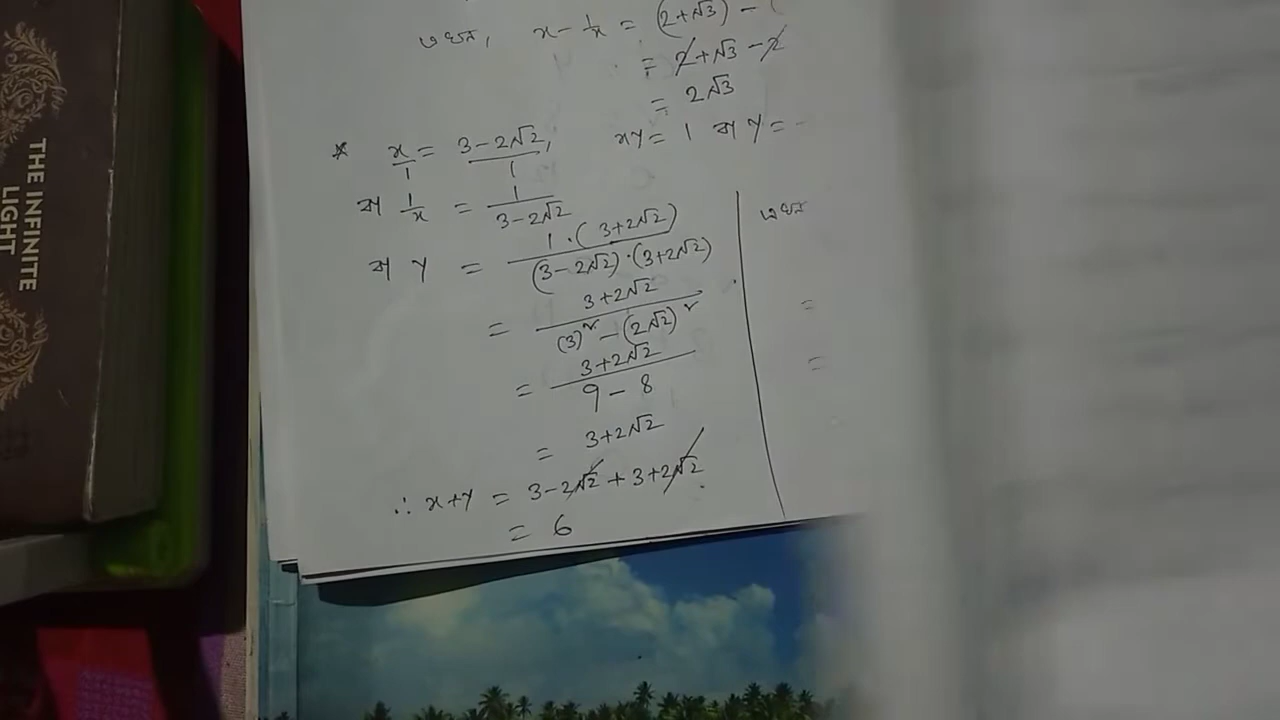 THE INFINITE
LIGHT
তখন, x - 1/x = (2+√3) - (
= 2+√3 - 2
= 2√3
* x/1 = (3-2√2)/1, xy = 1 বা y =
বা 1/x = 1/(3-2√2)
বা y = 1·(3+2√2)/((3-2√2)·(3+2√2))
= (3+2√2)/((3)² - (2√2)²)
= (3+2√2)/(9-8)
= 3+2√2
∴ x+y = 3-2√2+3+2√2
= 6
তখন
=
=